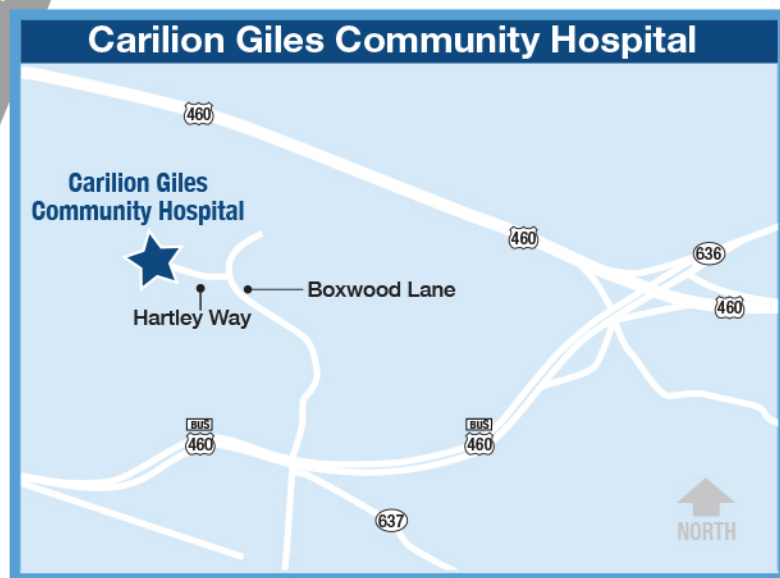 Carilion Giles Community Hospital
460
Carilion Giles
Community Hospital
460
636
Boxwood Lane
460
Hartley Way
BUS
460
BUS
460
637
NORTH